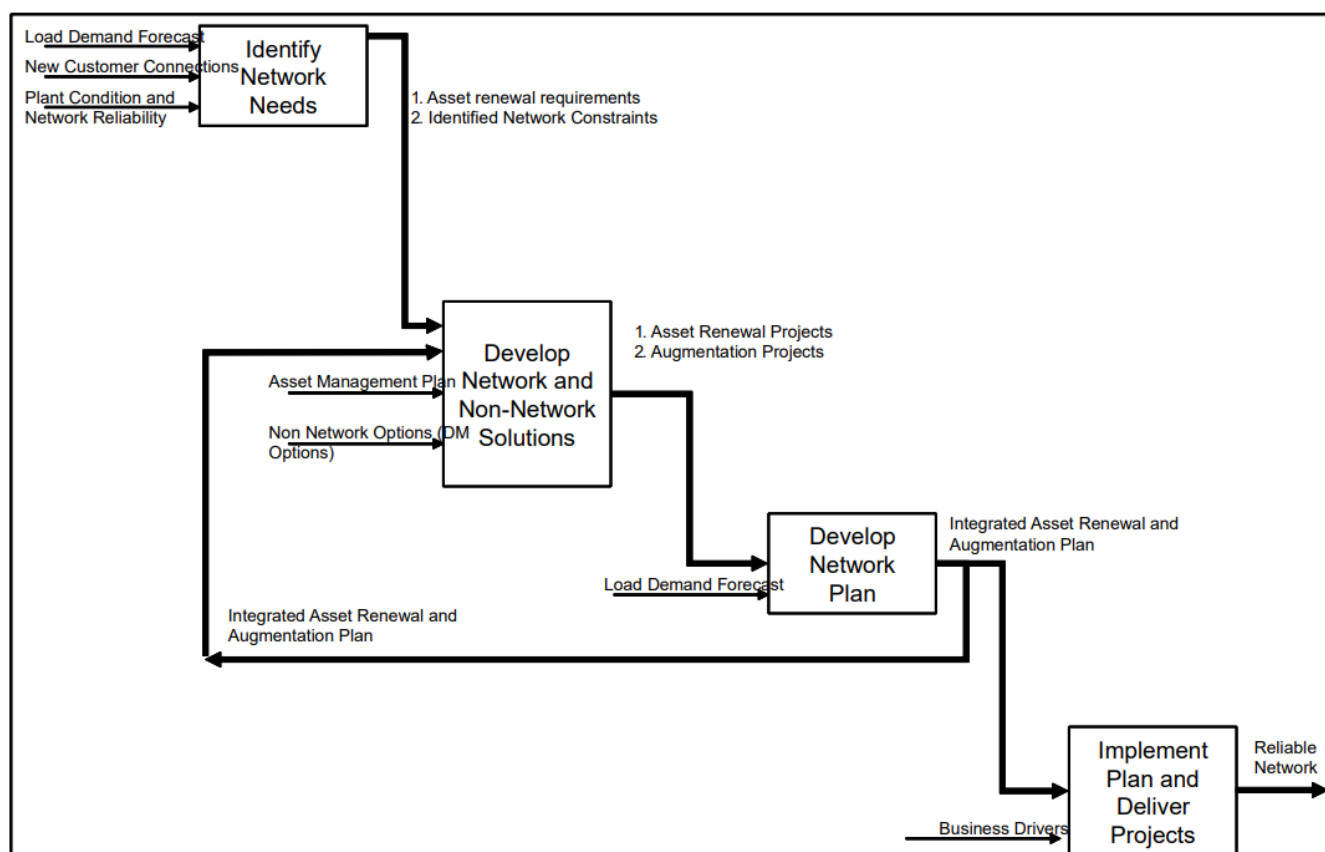 Load Demand Forecast
New Customer Connections
Plant Condition and
Network Reliability
Identify
Network
Needs
1. Asset renewal requirements
2. Identified Network Constraints
Asset Management Plan
Non Network Options (DM
Options)
Develop
Network and
Non-Network
Solutions
1. Asset Renewal Projects
2. Augmentation Projects
Load Demand Forecast
Develop
Network
Plan
Integrated Asset Renewal and
Augmentation Plan
Integrated Asset Renewal and
Augmentation Plan
Business Drivers
Implement
Plan and
Deliver
Projects
Reliable
Network